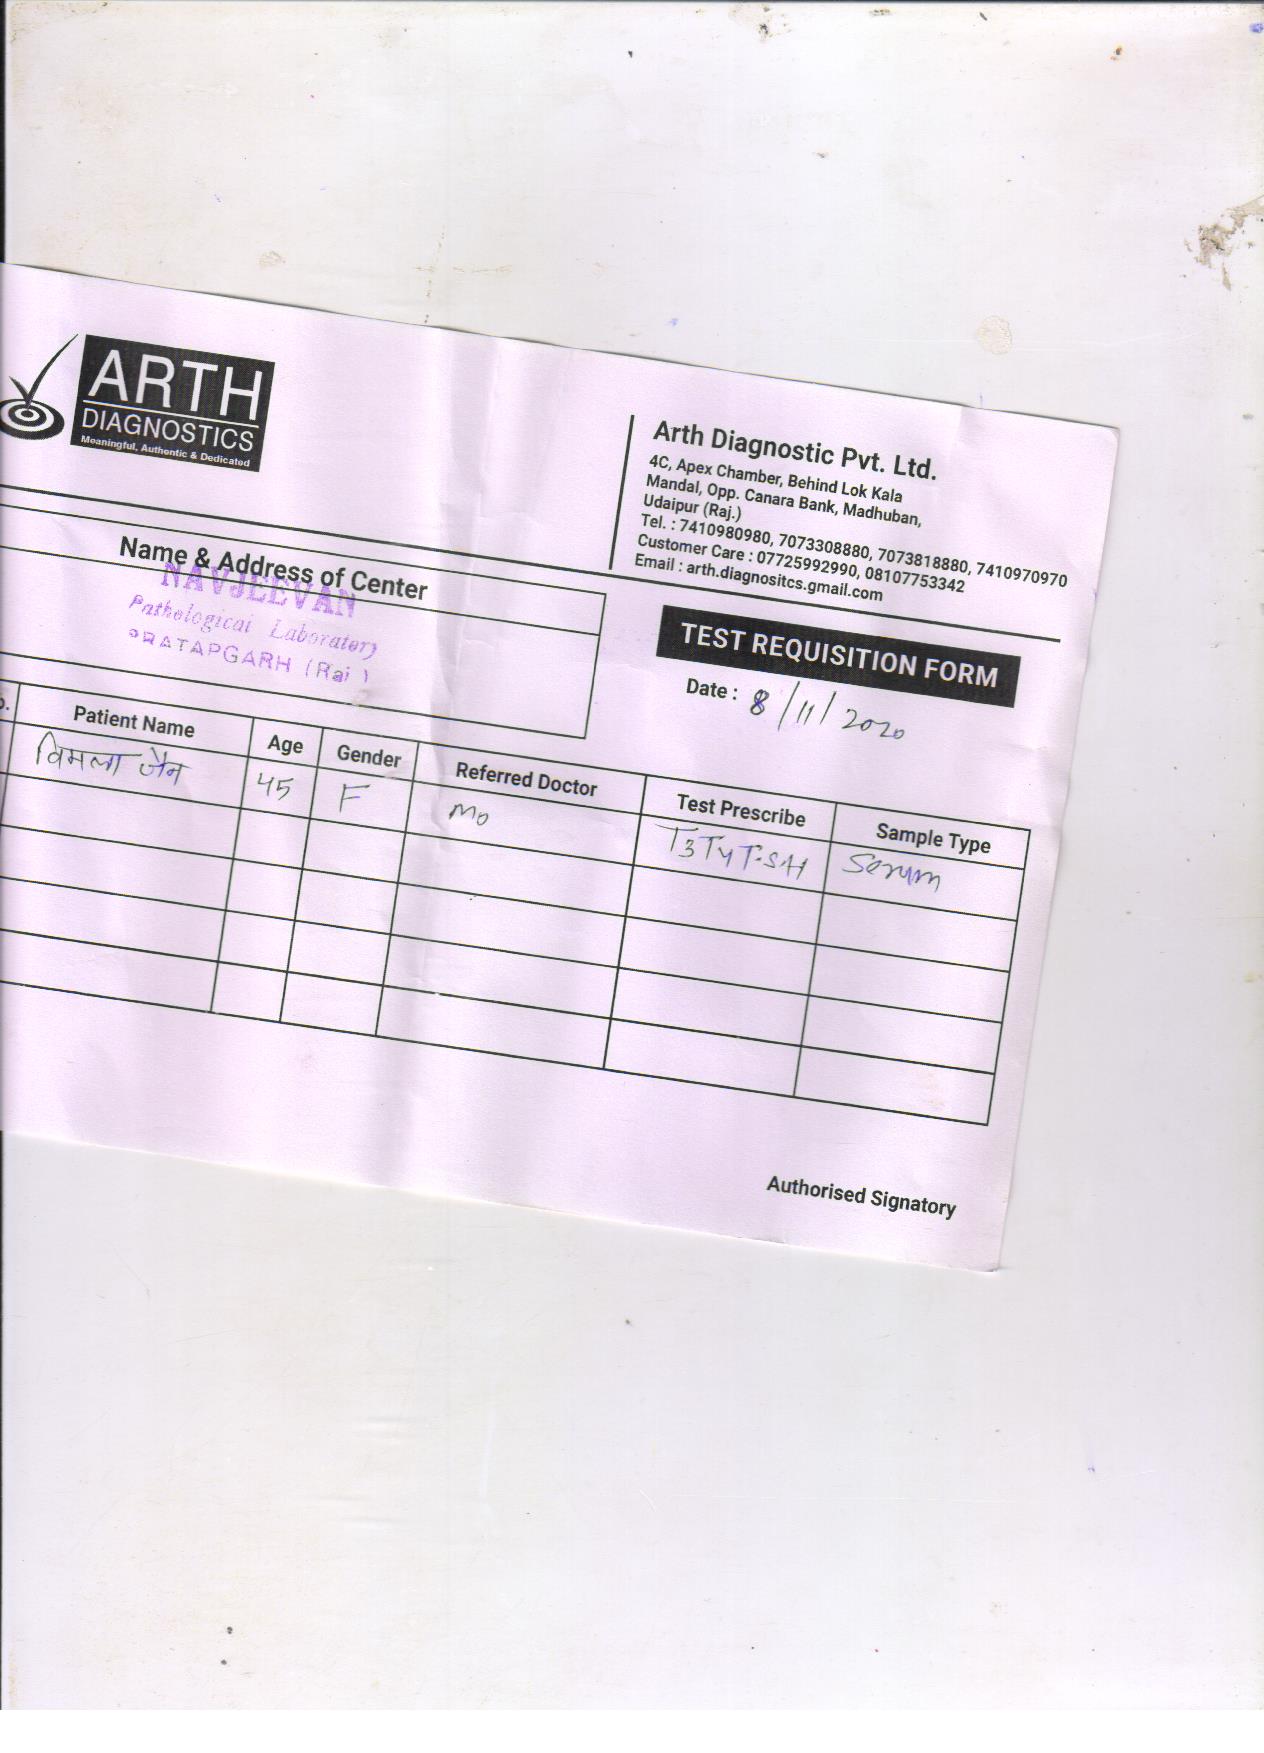 ARTH
DIAGNOSTICS
Meaningful, Authentic & Dedicated
Arth Diagnostic Pvt. Ltd.
4C, Apex Chamber, Behind Lok Kala
Mandal, Opp. Canara Bank, Madhuban,
Udaipur (Raj.)
Tel. : 7410980980, 7073308880, 7073818880, 7410970970
Customer Care : 07725992990, 08107753342
Email : arth.diagnositcs.gmail.com
Name & Address of Center
NAVJEEVAN
Pathological Laboratory
PRATAPGARH (Raj.)
TEST REQUISITION FORM
Date : 8/11/2020
Patient Name Age Gender Referred Doctor Test Prescribe Sample Type
विमला जैन 45 F MO T3 T4 T.S.H Serum
Authorised Signatory